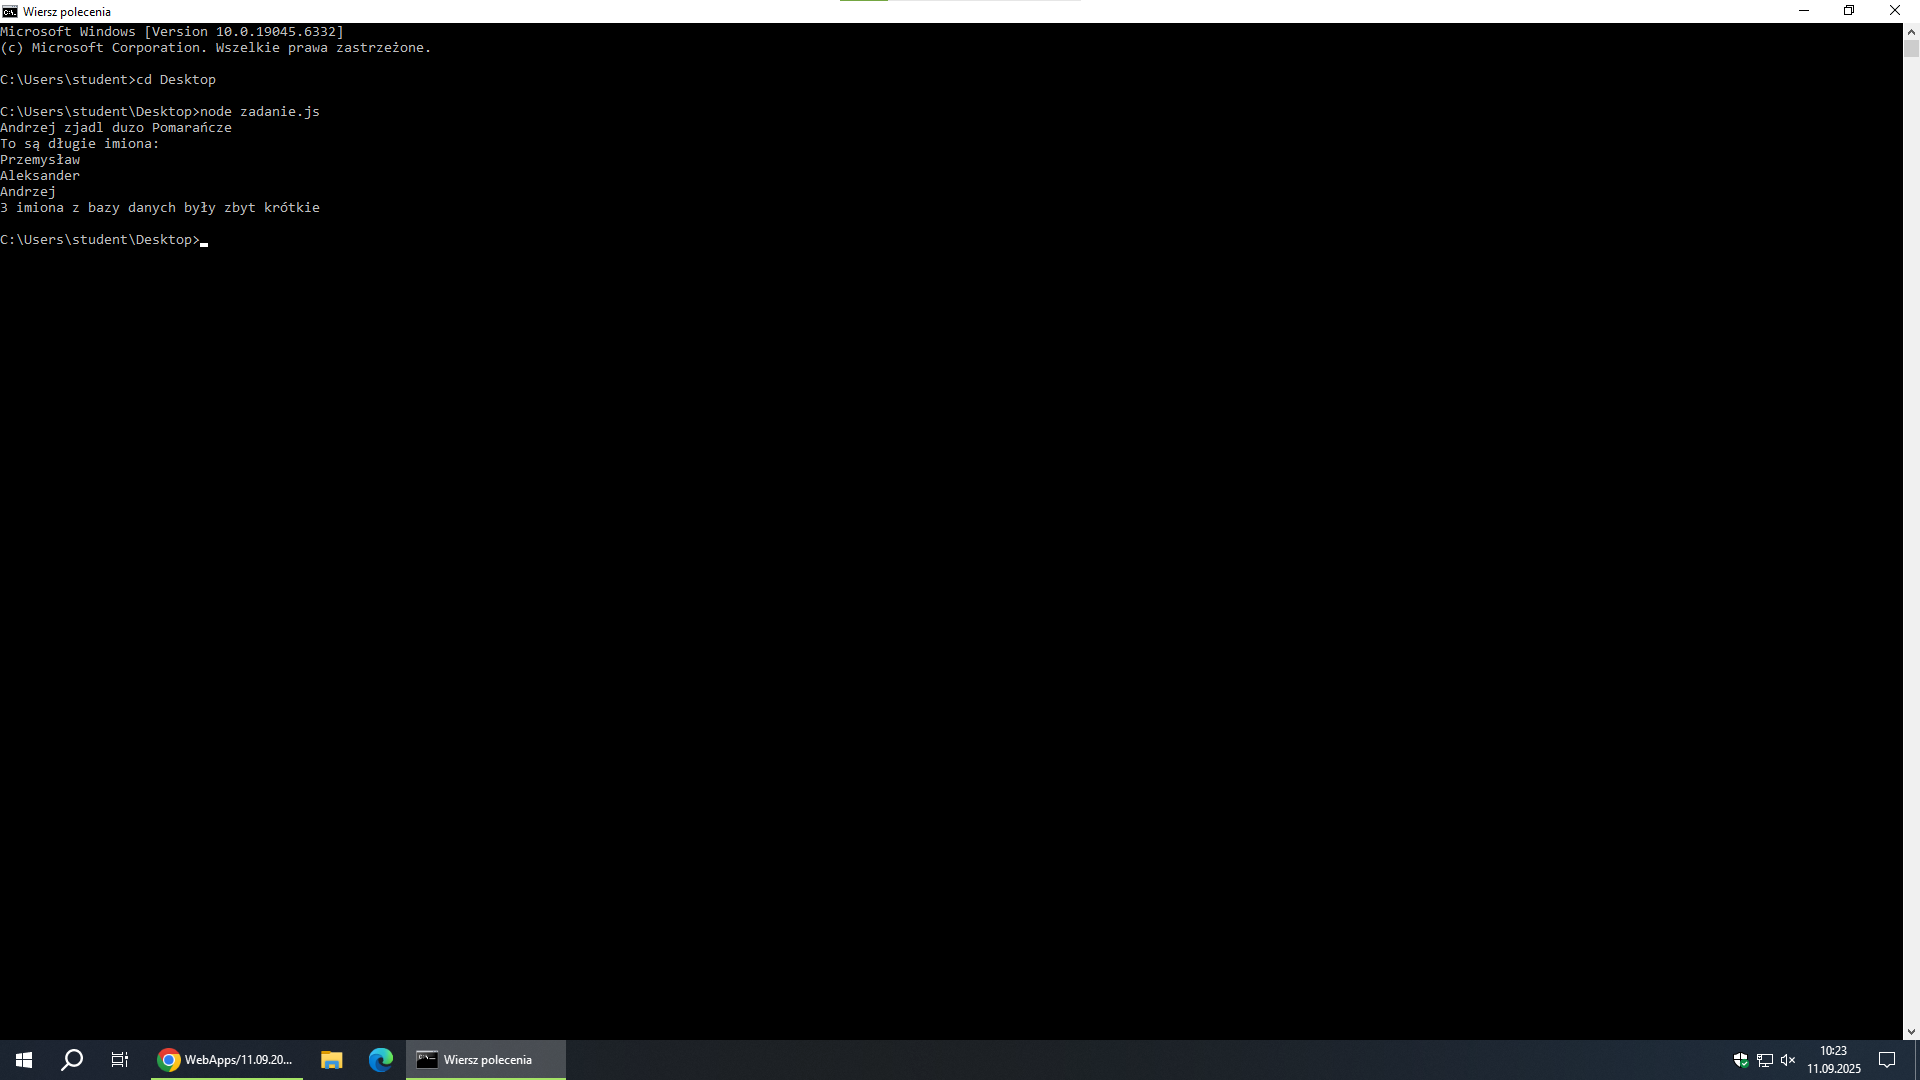 Wiersz polecenia
Microsoft Windows [Version 10.0.19045.6332]
(c) Microsoft Corporation. Wszelkie prawa zastrzeżone.
C:\Users\student>cd Desktop
C:\Users\student\Desktop>node zadanie.js
Andrzej zjadl duzo Pomarańcze
To są długie imiona:
Przemysław
Aleksander
Andrzej
3 imiona z bazy danych były zbyt krótkie
C:\Users\student\Desktop>
WebApps/11.09.20...
Wiersz polecenia
10:23
11.09.2025